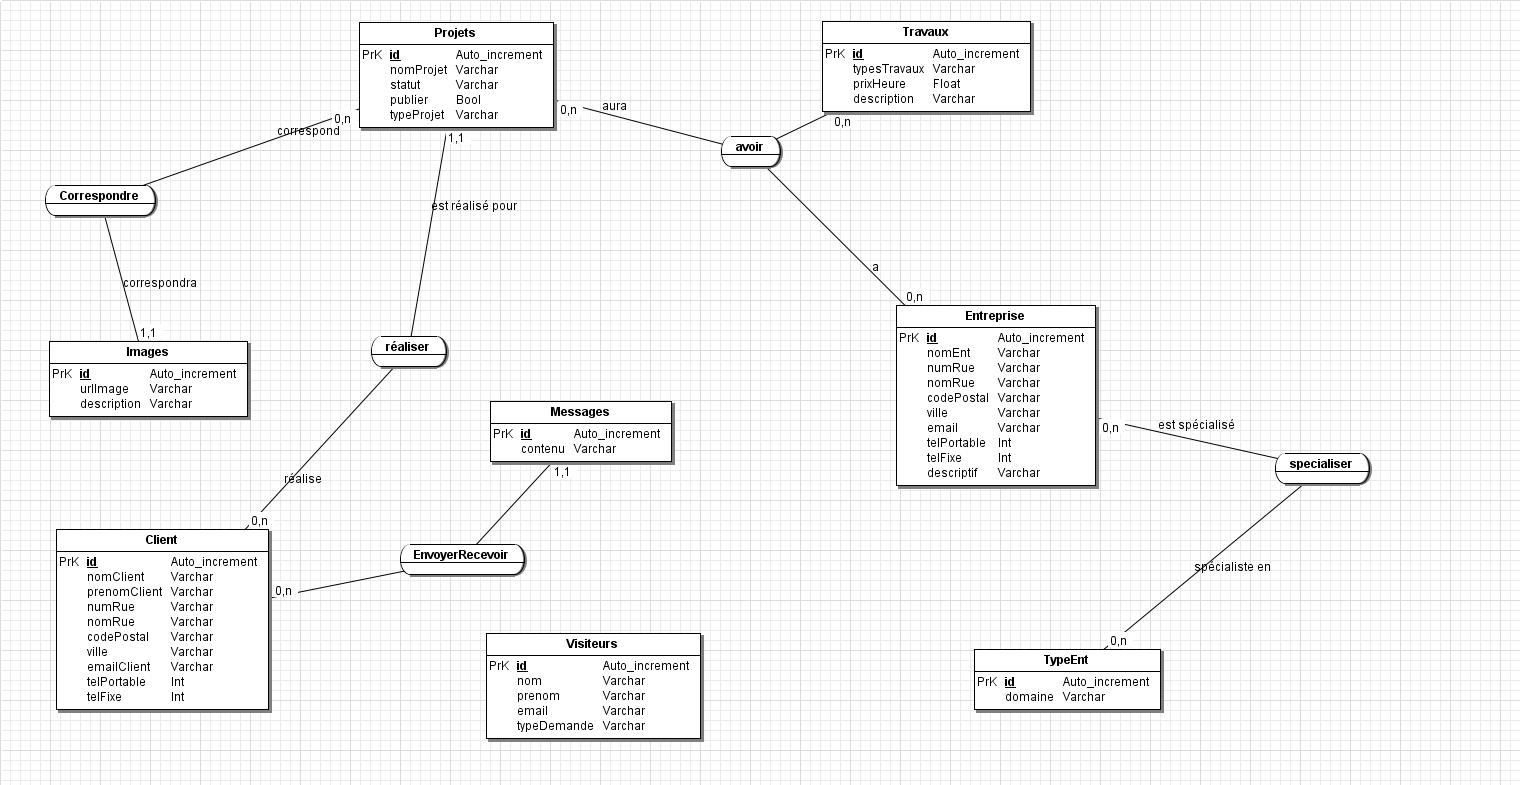 Projets
PrK id Auto_increment
nomProjet Varchar
statut Varchar
publier Bool
typeProjet Varchar
Travaux
PrK id Auto_increment
typesTravaux Varchar
prixHeure Float
description Varchar
0,n
correspond
1,1
0,n
aura
0,n
avoir
Correspondre
est réalisé pour
correspondra
a
0,n
1,1
Images
PrK id Auto_increment
urlImage Varchar
description Varchar
réaliser
Entreprise
PrK id Auto_increment
nomEnt Varchar
numRue Varchar
nomRue Varchar
codePostal Varchar
ville Varchar
email Varchar
telPortable Int
telFixe Int
descriptif Varchar
Messages
PrK id Auto_increment
contenu Varchar
1,1
0,n
est spécialisé
specialiser
réalise
0,n
Client
PrK id Auto_increment
nomClient Varchar
prenomClient Varchar
numRue Varchar
nomRue Varchar
codePostal Varchar
ville Varchar
emailClient Varchar
telPortable Int
telFixe Int
EnvoyerRecevoir
0,n
spécialiste en
0,n
Visiteurs
PrK id Auto_increment
nom Varchar
prenom Varchar
email Varchar
typeDemande Varchar
TypeEnt
PrK id Auto_increment
domaine Varchar